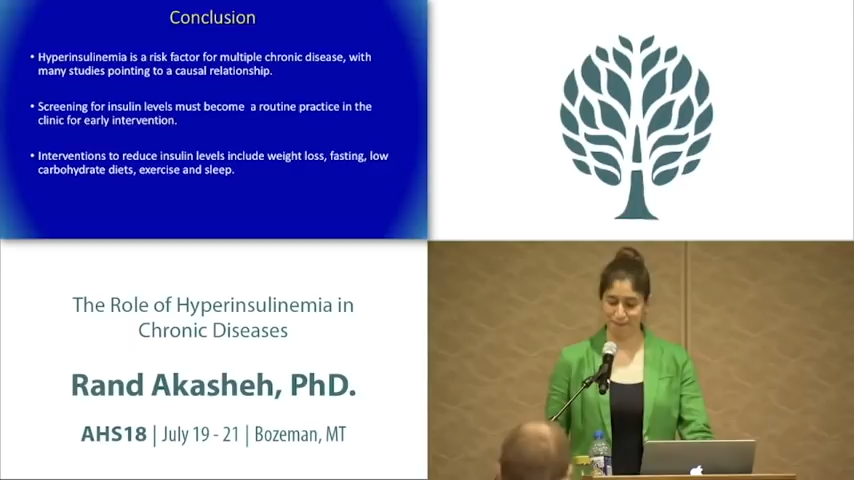 Conclusion
• Hyperinsulinemia is a risk factor for multiple chronic disease, with
many studies pointing to a causal relationship.
• Screening for insulin levels must become a routine practice in the
clinic for early intervention.
• Interventions to reduce insulin levels include weight loss, fasting, low
carbohydrate diets, exercise and sleep.
The Role of Hyperinsulinemia in
Chronic Diseases
Rand Akasheh, PhD.
AHS18 | July 19 - 21 | Bozeman, MT